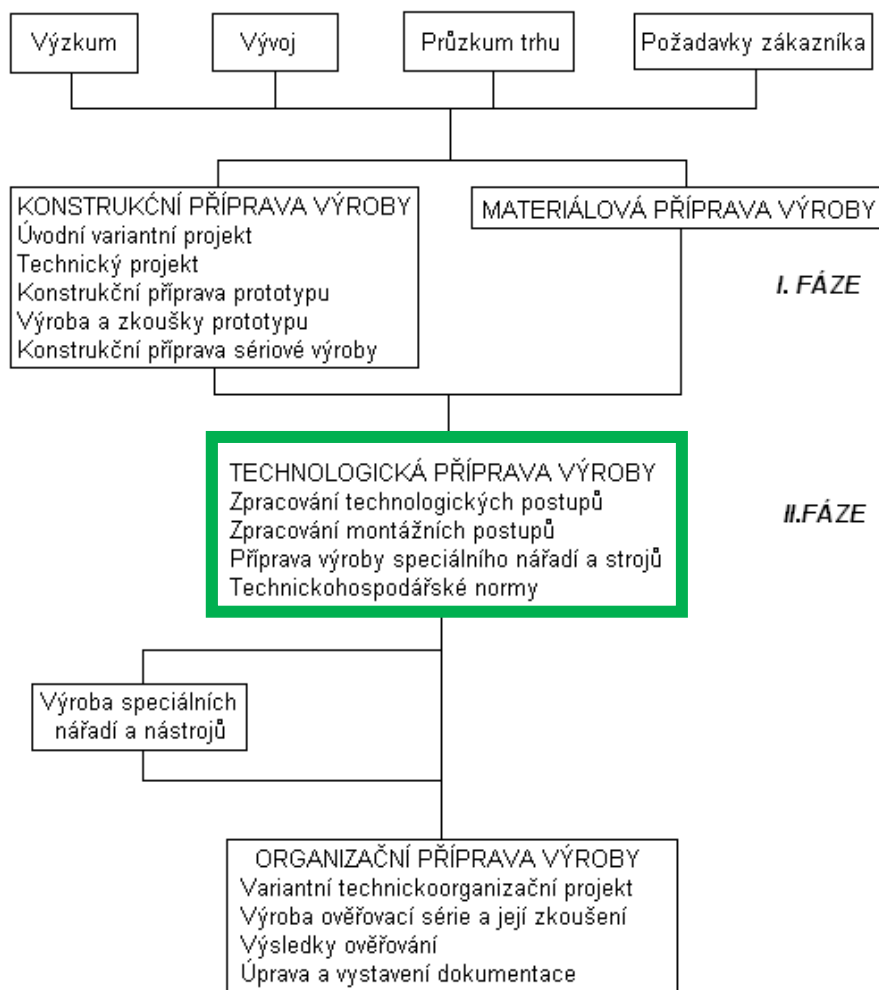 Výzkum
Vývoj
Průzkum trhu
Požadavky zákazníka
KONSTRUKČNÍ PŘÍPRAVA VÝROBY
Úvodní variantní projekt
Technický projekt
Konstrukční příprava prototypu
Výroba a zkoušky prototypu
Konstrukční příprava sériové výroby
MATERIÁLOVÁ PŘÍPRAVA VÝROBY
I. FÁZE
TECHNOLOGICKÁ PŘÍPRAVA VÝROBY
Zpracování technologických postupů
Zpracování montážních postupů
Příprava výroby speciálního nářadí a strojů
Technickohospodářské normy
II.FÁZE
Výroba speciálních
nářadí a nástrojů
ORGANIZAČNÍ PŘÍPRAVA VÝROBY
Variantní technickoorganizační projekt
Výroba ověřovací série a její zkoušení
Výsledky ověřování
Úprava a vystavení dokumentace